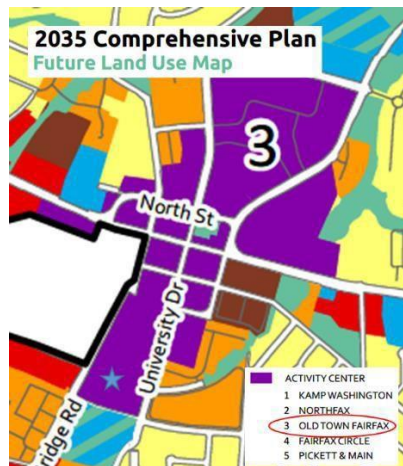 2035 Comprehensive Plan
Future Land Use Map
3
North St
University Dr
ridge Rd
ACTIVITY CENTER
1 KAMP WASHINGTON
2 NORTHFAX
3 OLD TOWN FAIRFAX
4 FAIRFAX CIRCLE
5 PICKETT & MAIN